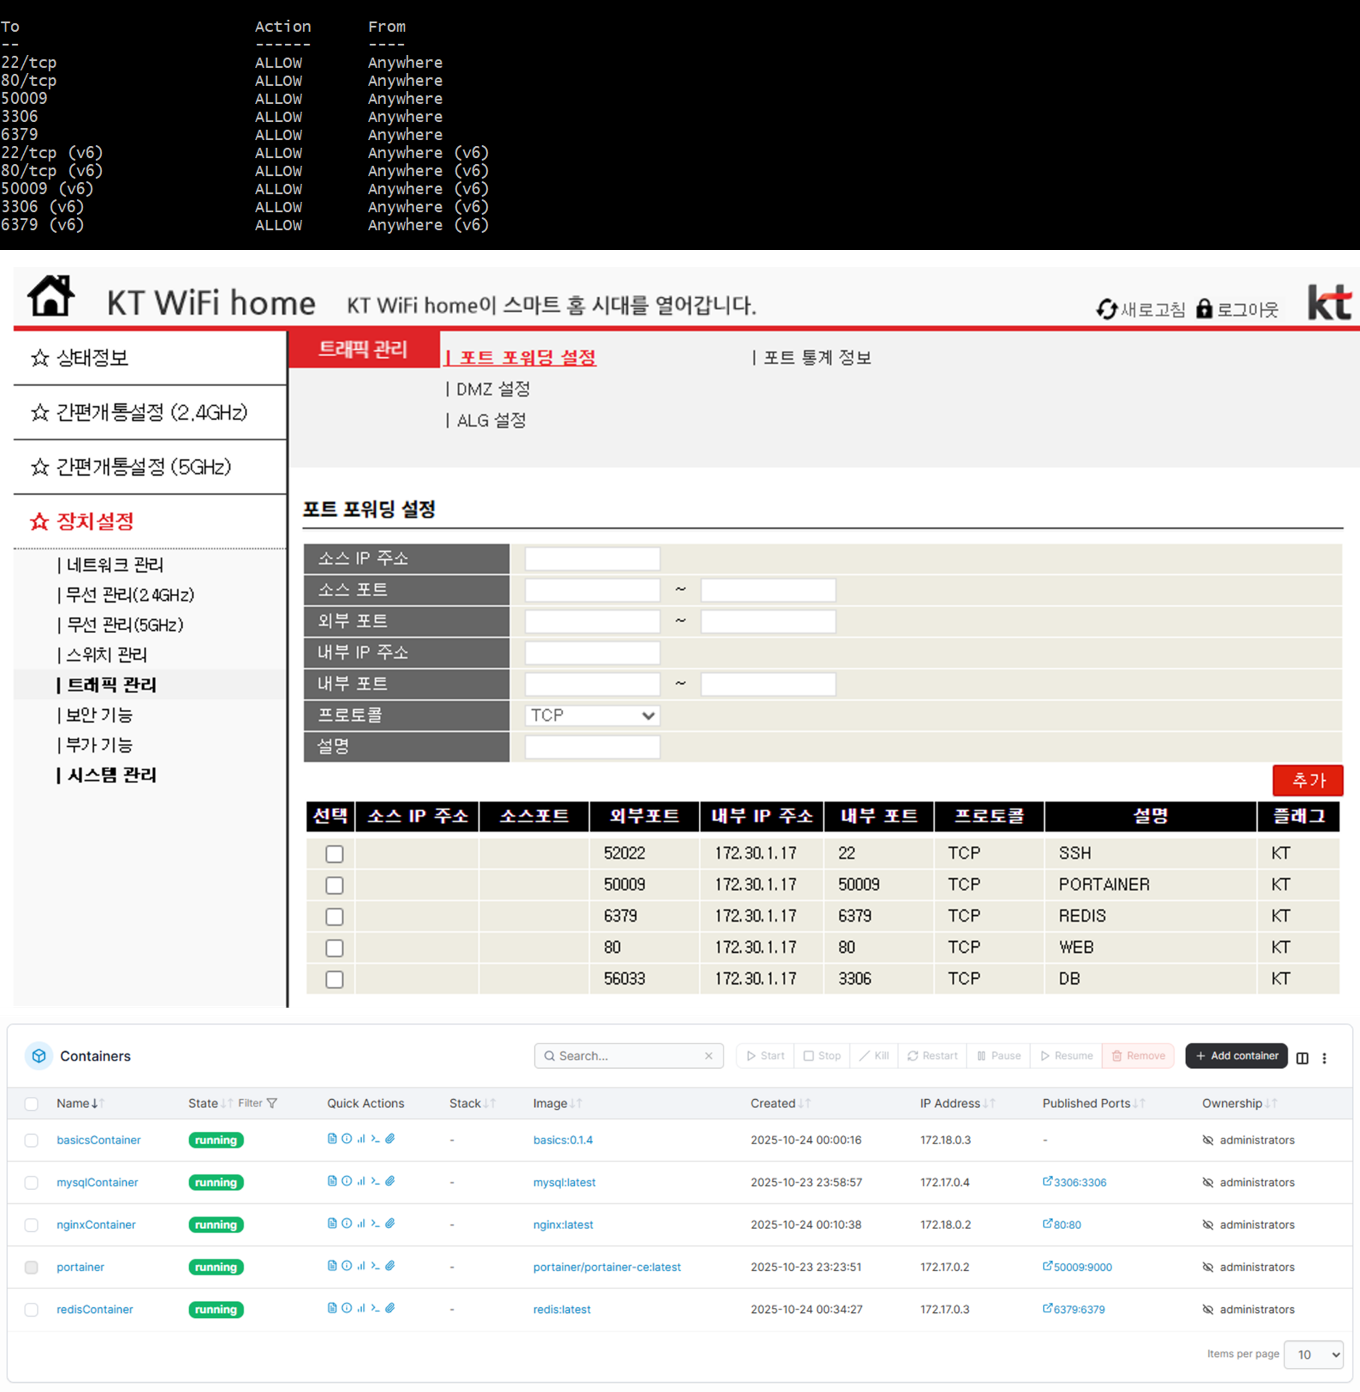 To Action From
-- ------ ----
22/tcp ALLOW Anywhere
80/tcp ALLOW Anywhere
50009 ALLOW Anywhere
3306 ALLOW Anywhere
6379 ALLOW Anywhere
22/tcp (v6) ALLOW Anywhere (v6)
80/tcp (v6) ALLOW Anywhere (v6)
50009 (v6) ALLOW Anywhere (v6)
3306 (v6) ALLOW Anywhere (v6)
6379 (v6) ALLOW Anywhere (v6)
KT WiFi home KT WiFi home이 스마트 홈 시대를 열어갑니다. 새로고침 로그아웃 kt
☆ 상태정보
☆ 간편개통설정 (2.4GHz)
☆ 간편개통설정 (5GHz)
☆ 장치설정
| 네트워크 관리
| 무선 관리(2.4GHz)
| 무선 관리(5GHz)
| 스위치 관리
| 트래픽 관리
| 보안 기능
| 부가 기능
| 시스템 관리
트래픽 관리 | 포트 포워딩 설정 | 포트 통계 정보
| DMZ 설정
| ALG 설정
포트 포워딩 설정
소스 IP 주소
소스 포트 ~
외부 포트 ~
내부 IP 주소
내부 포트 ~
프로토콜 TCP
설명
추가
선택 소스 IP 주소 소스포트 외부포트 내부 IP 주소 내부 포트 프로토콜 설명 플래그
52022 172.30.1.17 22 TCP SSH KT
50009 172.30.1.17 50009 TCP PORTAINER KT
6379 172.30.1.17 6379 TCP REDIS KT
80 172.30.1.17 80 TCP WEB KT
56033 172.30.1.17 3306 TCP DB KT
Containers Search... × Start Stop Kill Restart Pause Resume Remove + Add container
Name State Filter Quick Actions Stack Image Created IP Address Published Ports Ownership
basicsContainer running - basics:0.1.4 2025-10-24 00:00:16 172.18.0.3 - administrators
mysqlContainer running - mysql:latest 2025-10-23 23:58:57 172.17.0.4 3306:3306 administrators
nginxContainer running - nginx:latest 2025-10-24 00:10:38 172.18.0.2 80:80 administrators
portainer running - portainer/portainer-ce:latest 2025-10-23 23:23:51 172.17.0.2 50009:9000 administrators
redisContainer running - redis:latest 2025-10-24 00:34:27 172.17.0.3 6379:6379 administrators
Items per page 10